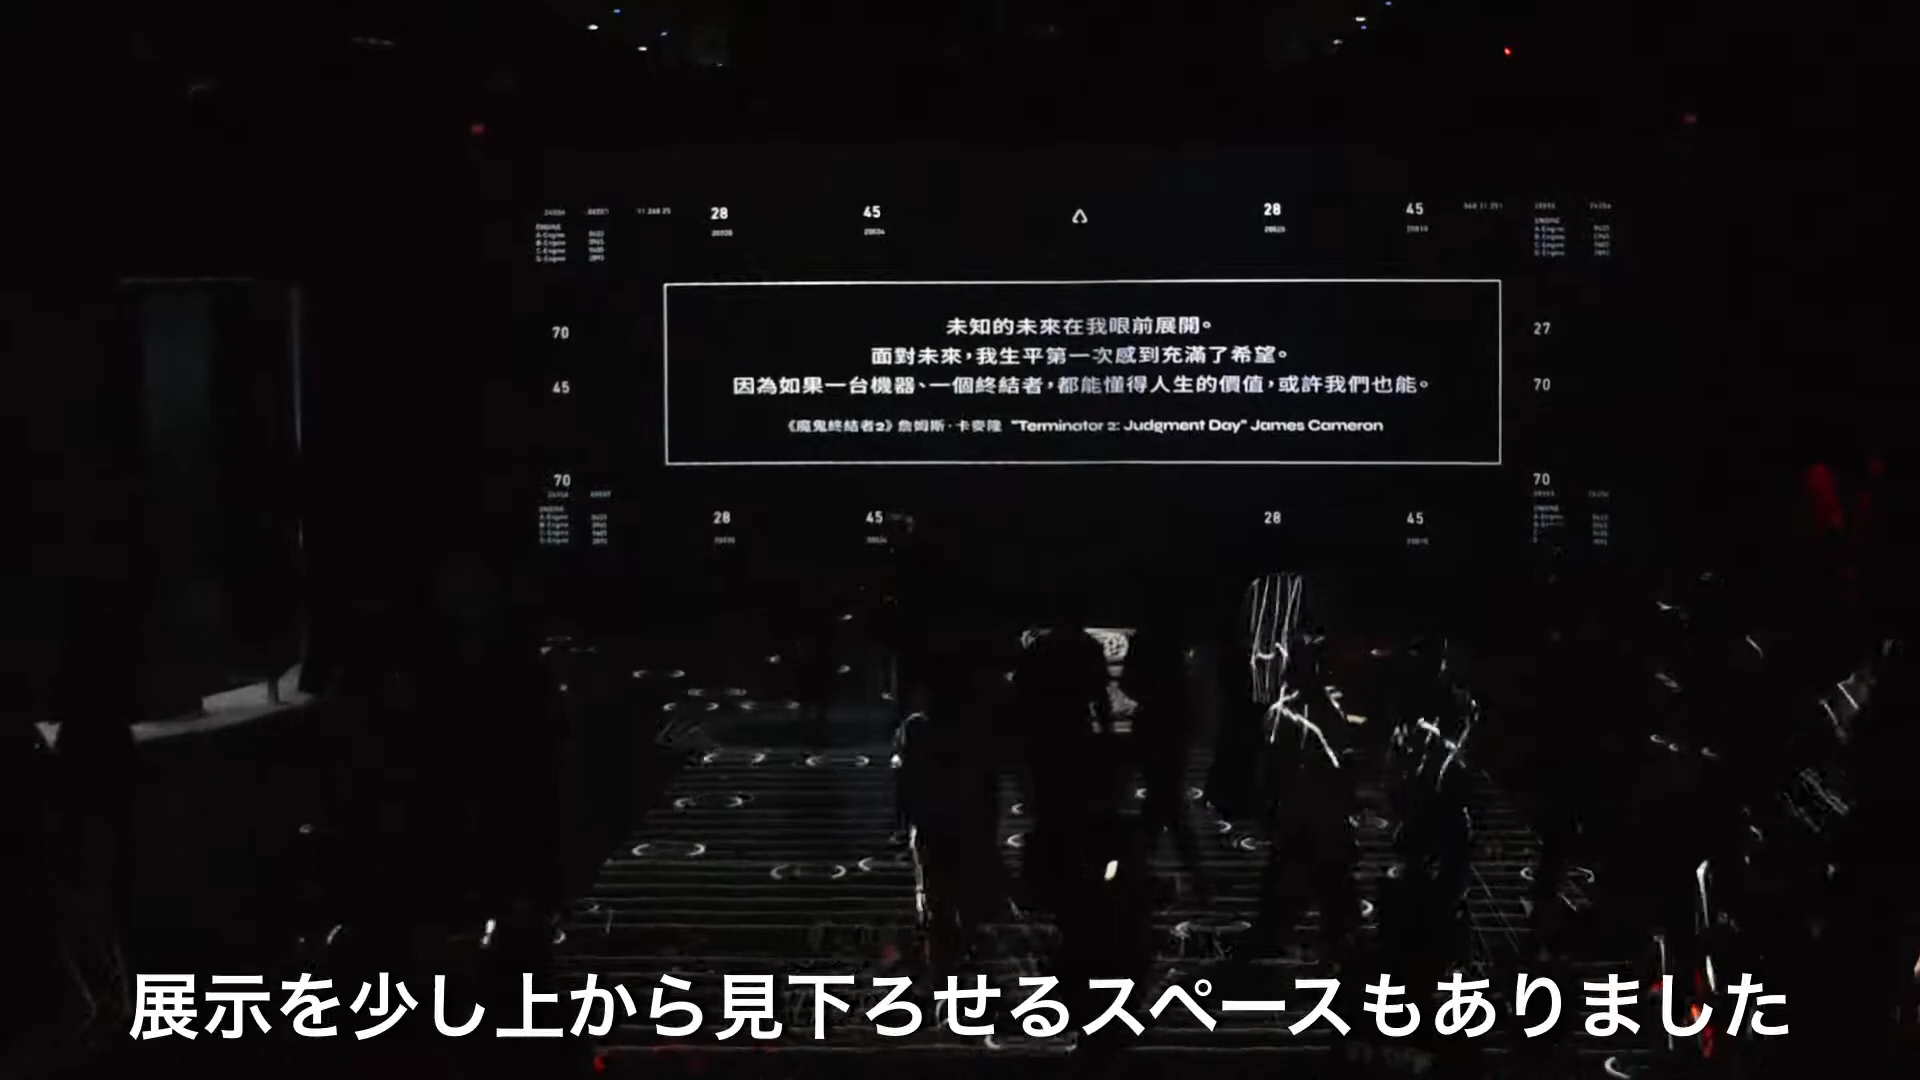 28
45
28
45
ENGINE
A-Engine
B-Engine
C-Engine
70
45
27
70
未知的未來在我眼前展開。
面對未來，我生平第一次感到充滿了希望。
因為如果一台機器、一個終結者，都能懂得人生的價值，或許我們也能。
《魔鬼終結者2》詹姆斯·卡麥隆 "Terminator 2: Judgment Day" James Cameron
70
70
28
45
28
45
展示を少し上から見下ろせるスペースもありました